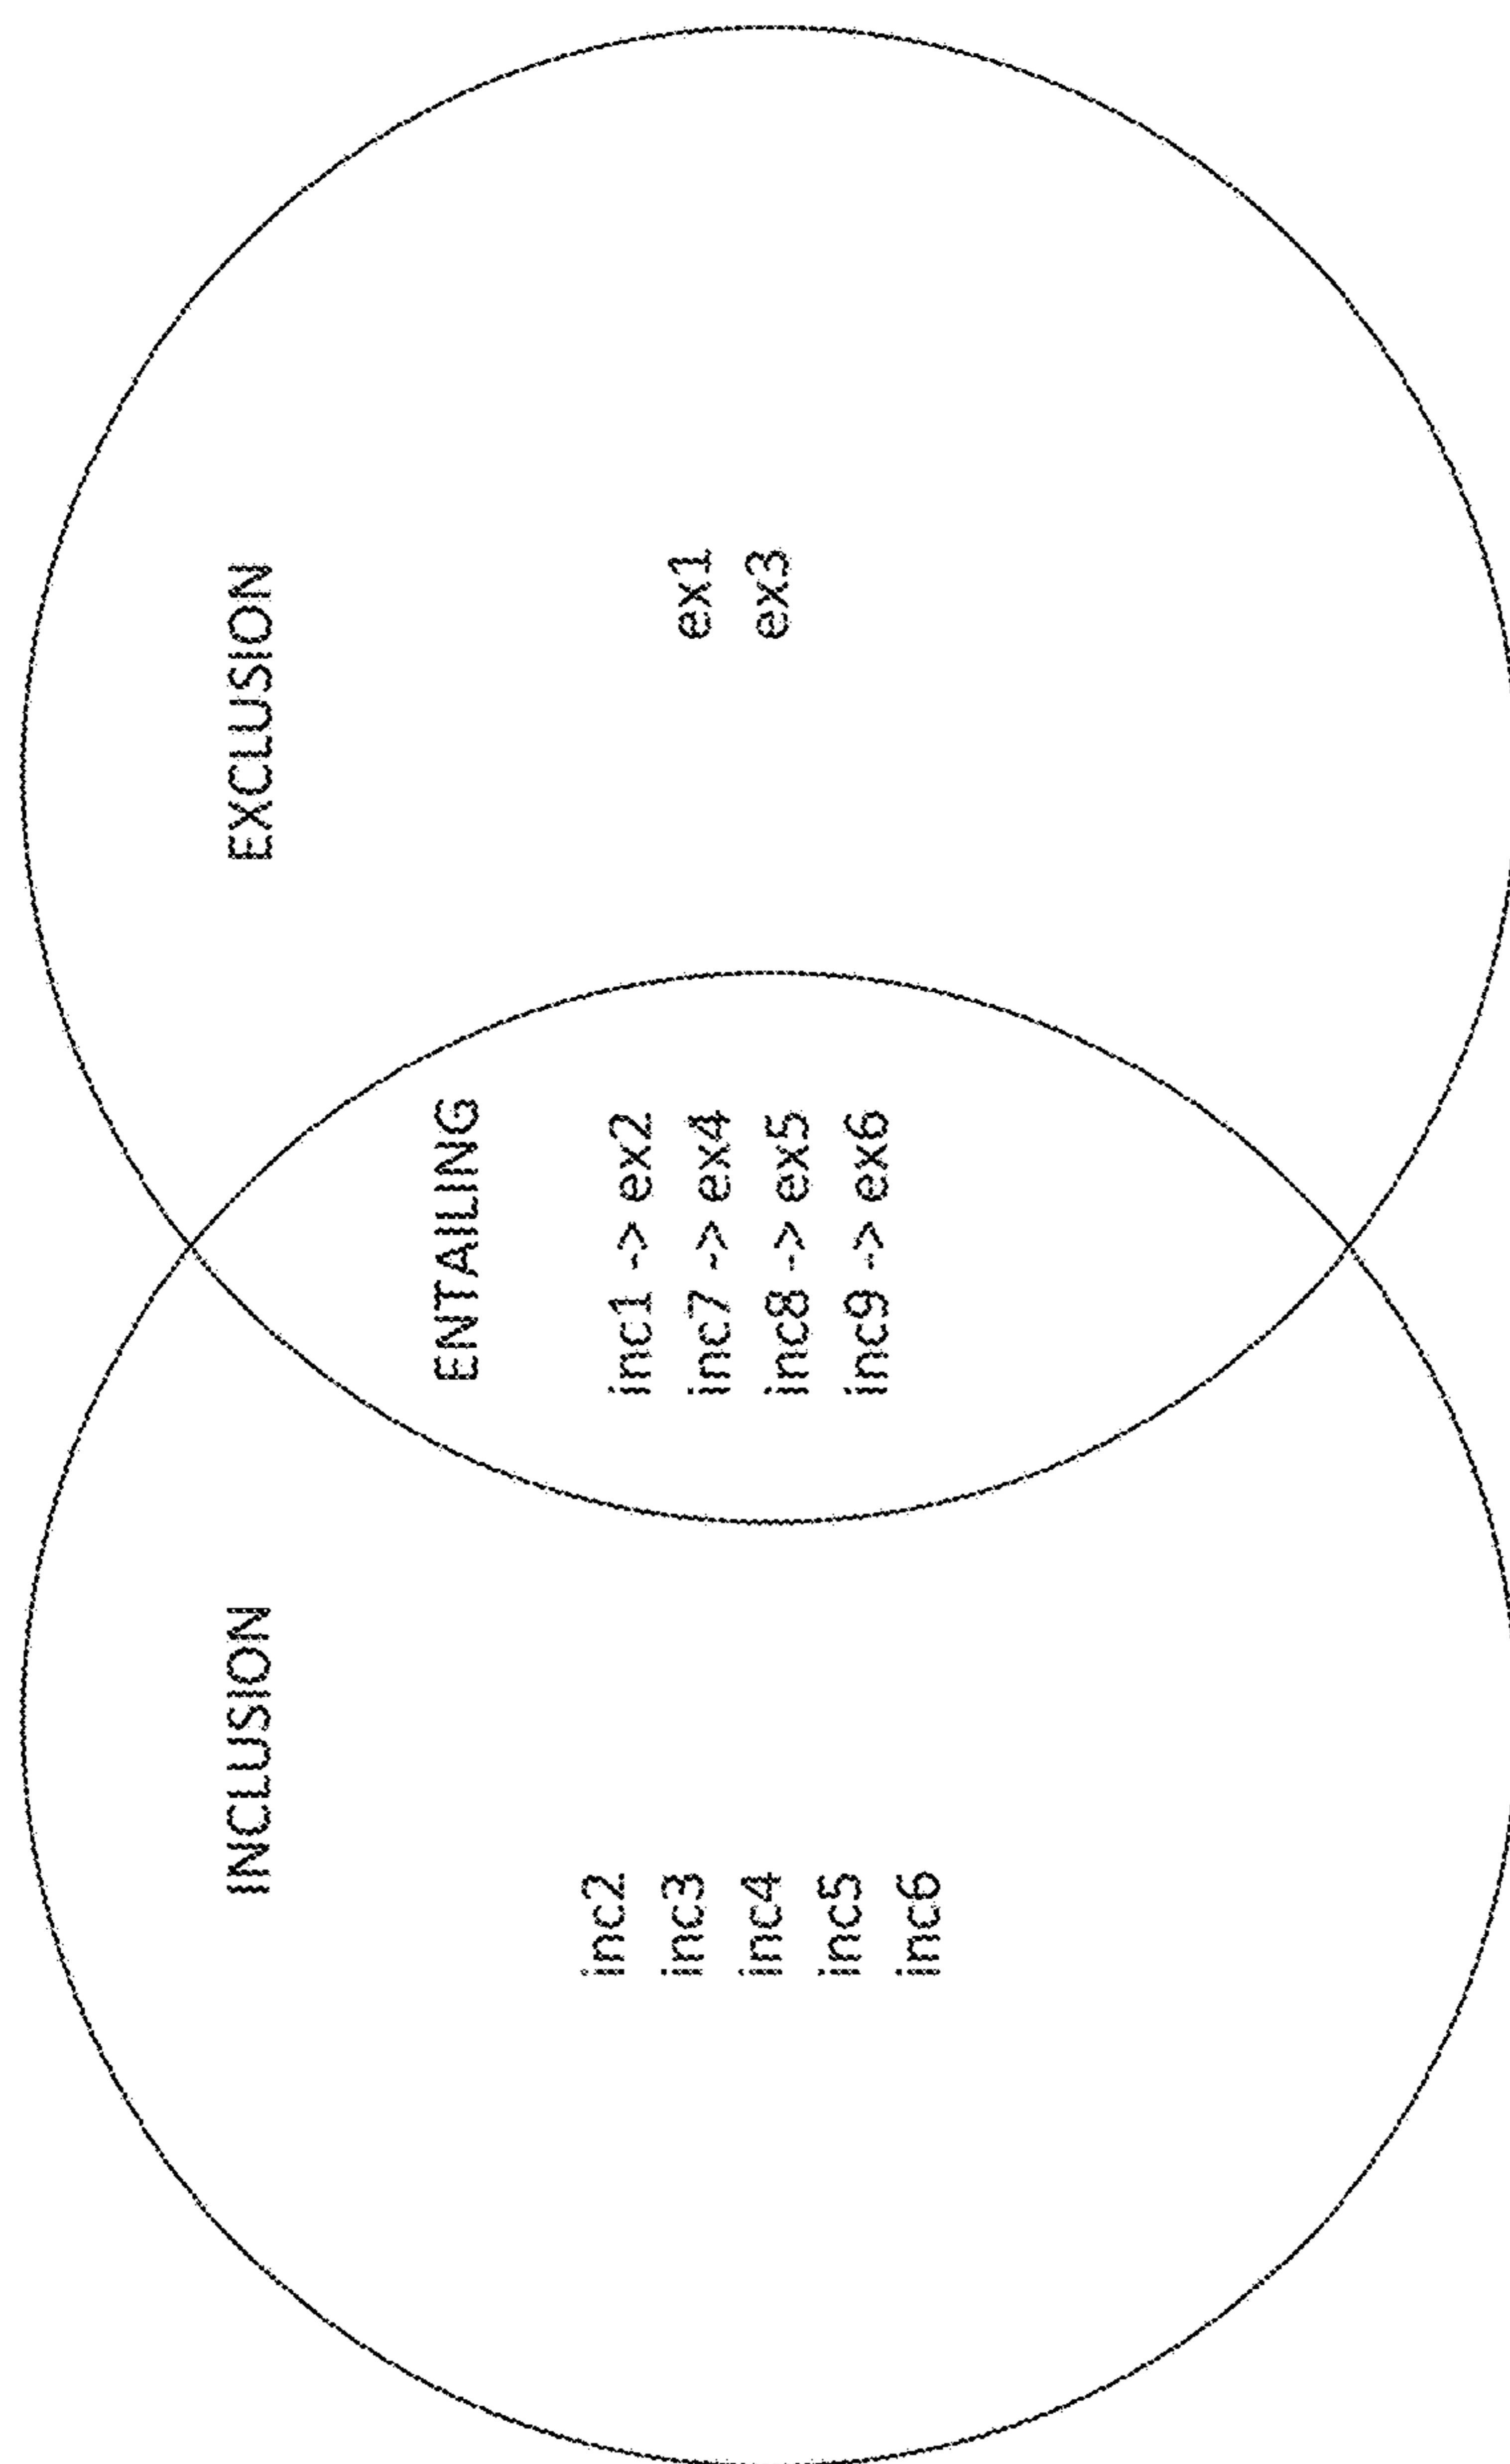 INCLUSION
inc2
inc3
inc4
inc5
inc6
ENTAILING
inc1 -> ex2
inc7 -> ex4
inc8 -> ex5
inc9 -> ex6
EXCLUSION
ex1
ex3